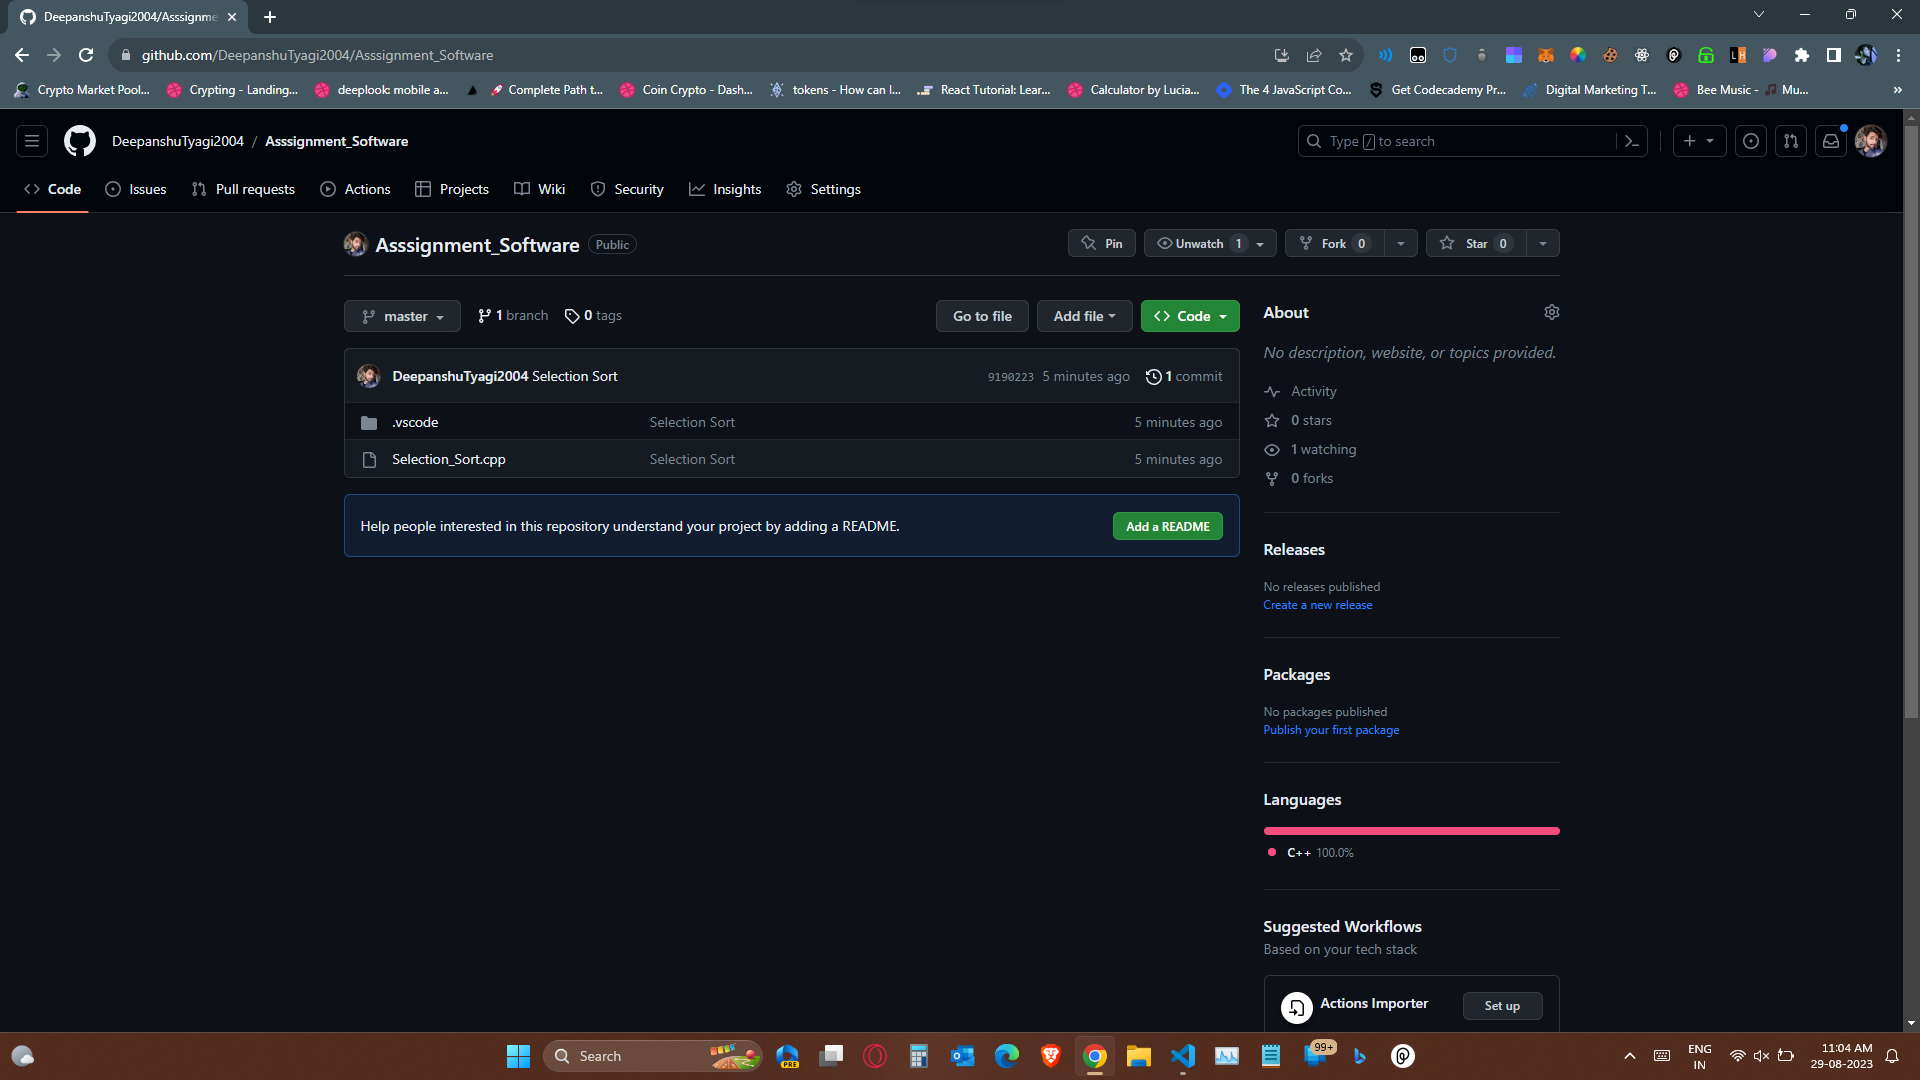 DeepanshuTyagi2004/Asssignme
github.com/DeepanshuTyagi2004/Asssignment_Software
Crypto Market Pool... Crypting - Landing... deeplook: mobile a... Complete Path t... Coin Crypto - Dash... tokens - How can I... React Tutorial: Lear... Calculator by Lucia... The 4 JavaScript Co... Get Codecademy Pr... Digital Marketing T... Bee Music - Mu... »
DeepanshuTyagi2004 / Asssignment_Software Type / to search
Code Issues Pull requests Actions Projects Wiki Security Insights Settings
Asssignment_Software Public Pin Unwatch 1 Fork 0 Star 0
master 1 branch 0 tags Go to file Add file Code
DeepanshuTyagi2004 Selection Sort 9190223 5 minutes ago 1 commit
.vscode Selection Sort 5 minutes ago
Selection_Sort.cpp Selection Sort 5 minutes ago
Help people interested in this repository understand your project by adding a README. Add a README
About
No description, website, or topics provided.
Activity
0 stars
1 watching
0 forks
Releases
No releases published
Create a new release
Packages
No packages published
Publish your first package
Languages
C++ 100.0%
Suggested Workflows
Based on your tech stack
Actions Importer Set up
Search PRE 99+ ENG IN 11:04 AM 29-08-2023